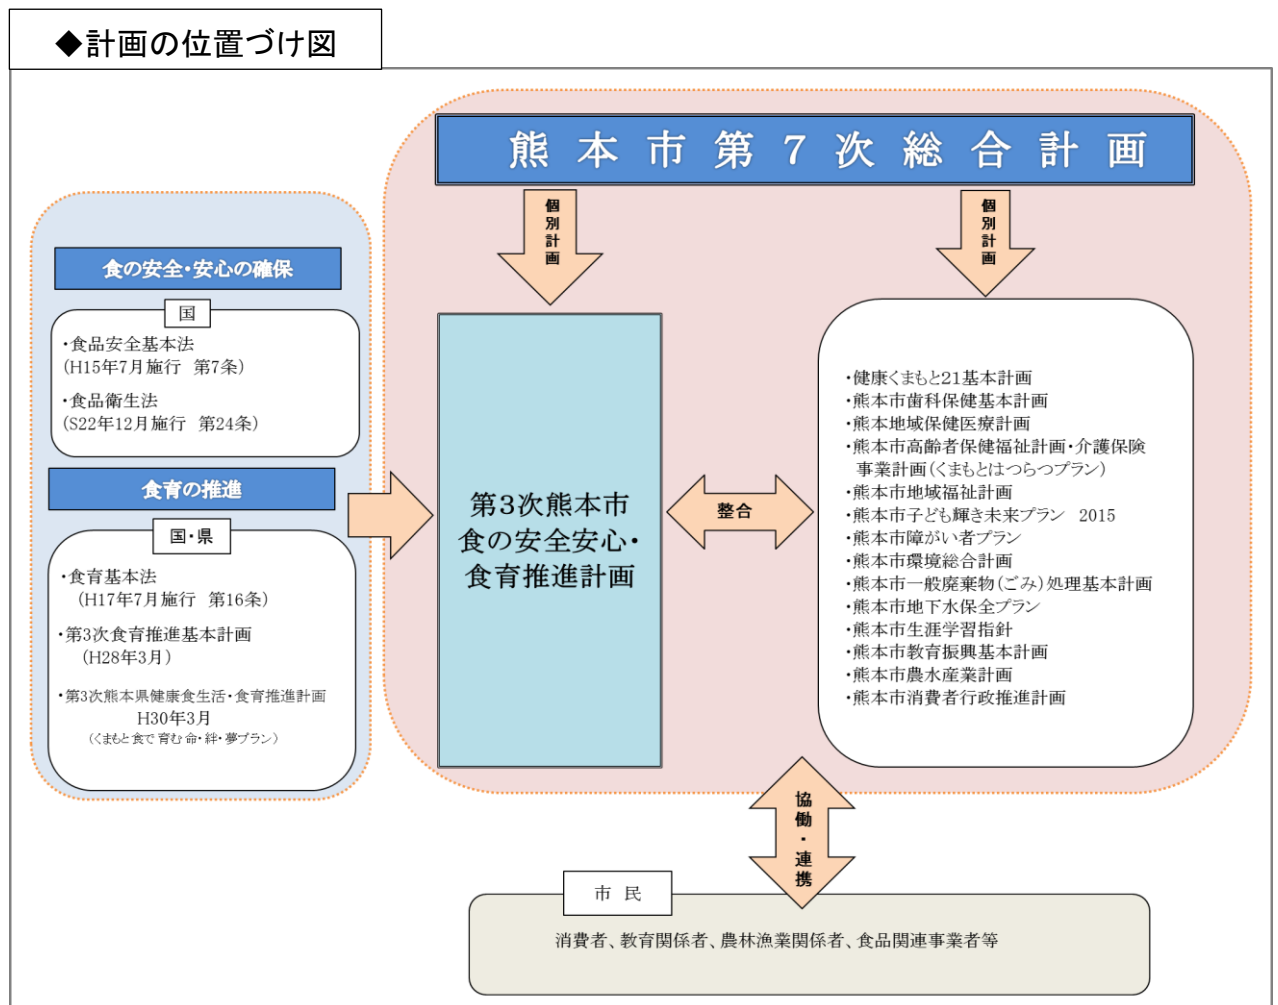 ◆計画の位置づけ図
熊本市第７次総合計画
個別計画
個別計画
食の安全・安心の確保
国
・食品安全基本法
(H15年7月施行　第7条)
・食品衛生法
(S22年12月施行　第24条)
食育の推進
国・県
・食育基本法
(H17年7月施行　第16条)
・第3次食育推進基本計画
(H28年3月)
・第3次熊本県健康食生活・食育推進計画
H30年3月
(くまもと食で育む命・絆・夢プラン)
第３次熊本市
食の安全安心・
食育推進計画
整合
・健康くまもと21基本計画
・熊本市歯科保健基本計画
・熊本地域保健医療計画
・熊本市高齢者保健福祉計画・介護保険
事業計画(くまもとはつらつプラン)
・熊本市地域福祉計画
・熊本市子ども輝き未来プラン　2015
・熊本市障がい者プラン
・熊本市環境総合計画
・熊本市一般廃棄物(ごみ)処理基本計画
・熊本市地下水保全プラン
・熊本市生涯学習指針
・熊本市教育振興基本計画
・熊本市農水産業計画
・熊本市消費者行政推進計画
協働・連携
市 民
消費者、教育関係者、農林漁業関係者、食品関連事業者等